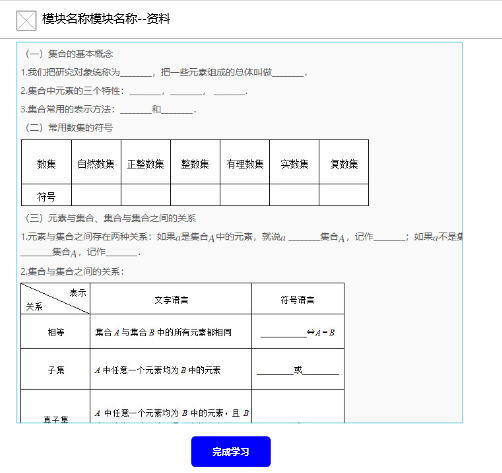 模块名称模块名称--资料
（一）集合的基本概念
1.我们把研究对象统称为______，把一些元素组成的总体叫做______．
2.集合中元素的三个特性：______，______， ______．
3.集合常用的表示方法：______和______．
（二）常用数集的符号
数集 自然数集 正整数集 整数集 有理数集 实数集 复数集
符号
（三）元素与集合、集合与集合之间的关系
1.元素与集合之间存在两种关系：如果a是集合A中的元素，就说a ______集合A，记作______；如果a不是集
______集合A，记作______．
2.集合与集合之间的关系：
表示
关系
文字语言 符号语言
相等 集合 A 与集合 B 中的所有元素都相同 ______⇔A＝B
子集 A 中任意一个元素均为 B 中的元素 ______或______
真子集 A 中任意一个元素均为 B 中的元素，且 B
完成学习